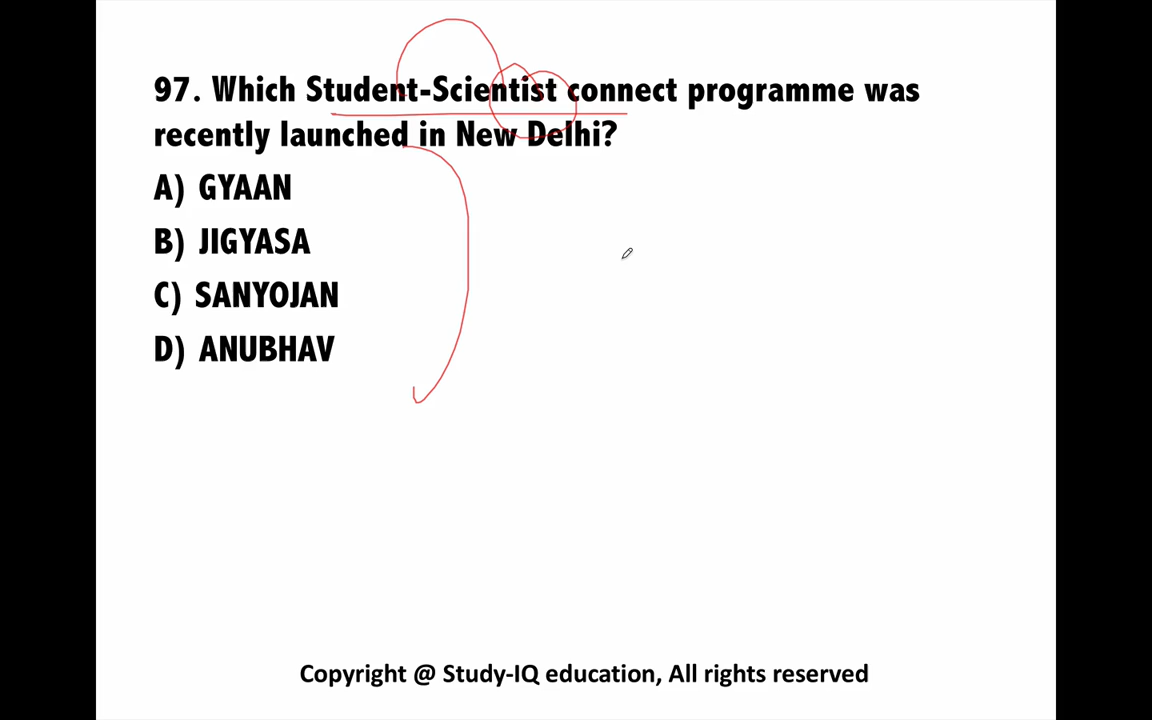 97. Which Student-Scientist connect programme was
recently launched in New Delhi?
A) GYAAN
B) JIGYASA
C) SANYOJAN
D) ANUBHAV
Copyright @ Study-IQ education, All rights reserved